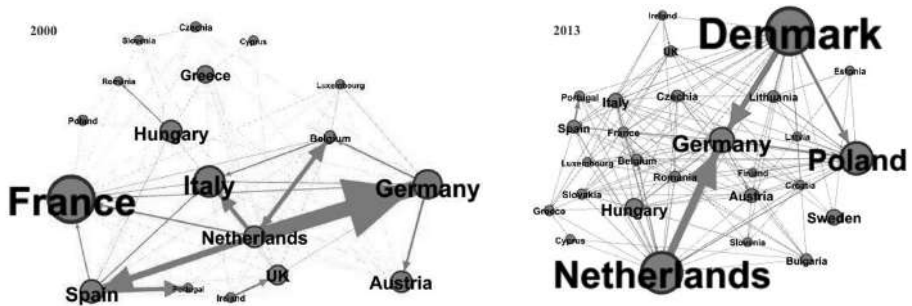 2000
Czechia
Slovenia
Cyprus
Romania
Greece
Luxembourg
Poland
Hungary
Belgium
France
Italy
Germany
Netherlands
Spain
Portugal
Ireland
UK
Austria
2013
Ireland
Denmark
UK
Estonia
Portugal
Italy
Czechia
Lithuania
Spain
France
Germany
Latvia
Luxembourg
Belgium
Poland
Romania
Finland
Croatia
Slovakia
Austria
Greece
Hungary
Sweden
Cyprus
Slovenia
Netherlands
Bulgaria